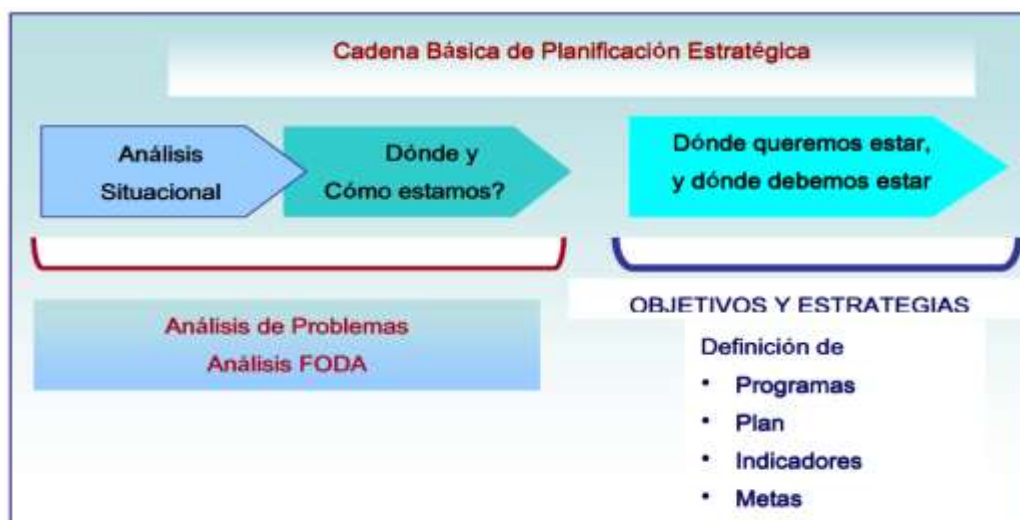 Cadena Básica de Planificación Estratégica
Análisis
Situacional
Dónde y
Cómo estamos?
Dónde queremos estar,
y dónde debemos estar
Análisis de Problemas
Análisis FODA
OBJETIVOS Y ESTRATEGIAS
Definición de
• Programas
• Plan
• Indicadores
• Metas